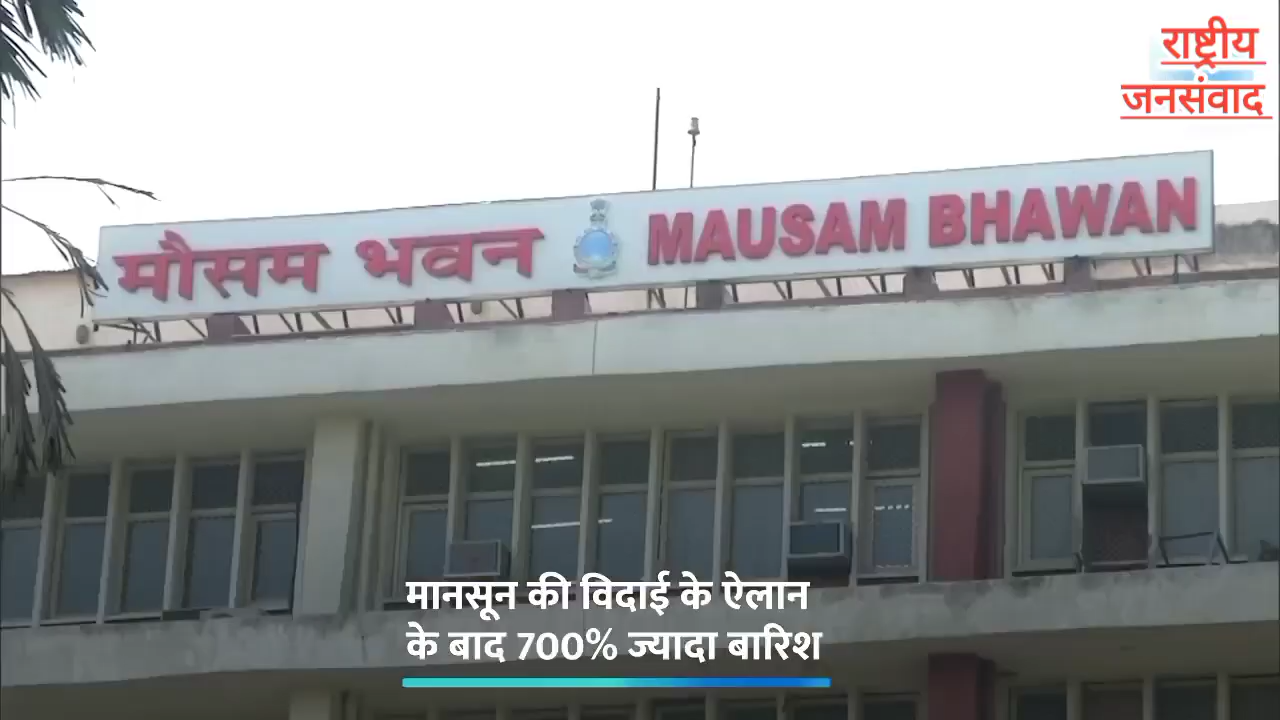 राष्ट्रीय
जनसंवाद
मौसम भवन MAUSAM BHAWAN
मानसून की विदाई के ऐलान
के बाद 700% ज्यादा बारिश